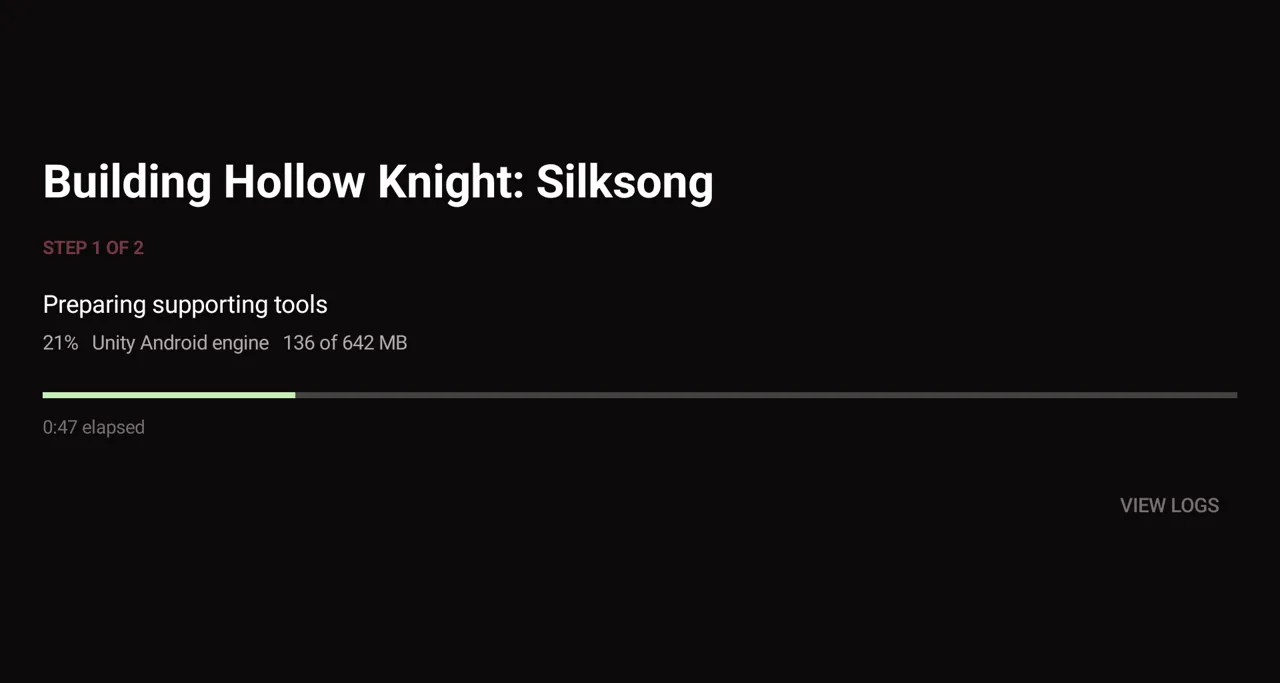 Building Hollow Knight: Silksong
STEP 1 OF 2
Preparing supporting tools
21% Unity Android engine 136 of 642 MB
0:47 elapsed
VIEW LOGS